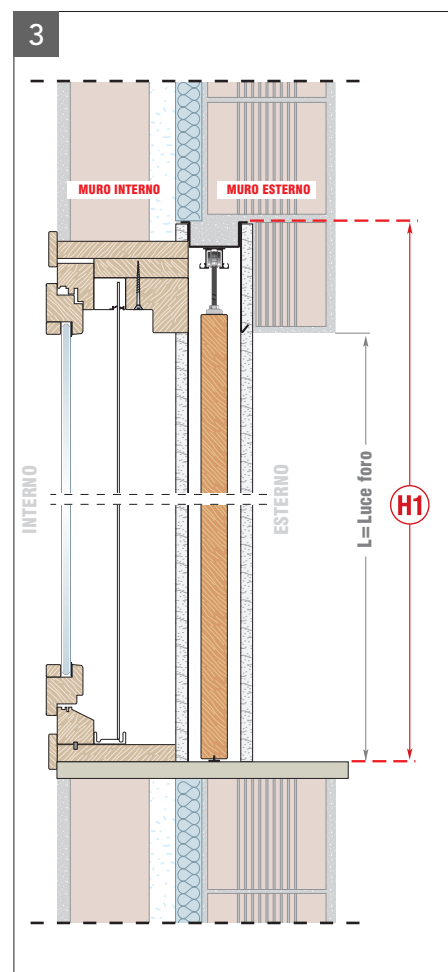 3
MURO INTERNO
MURO ESTERNO
INTERNO
ESTERNO
L=Luce foro
H1